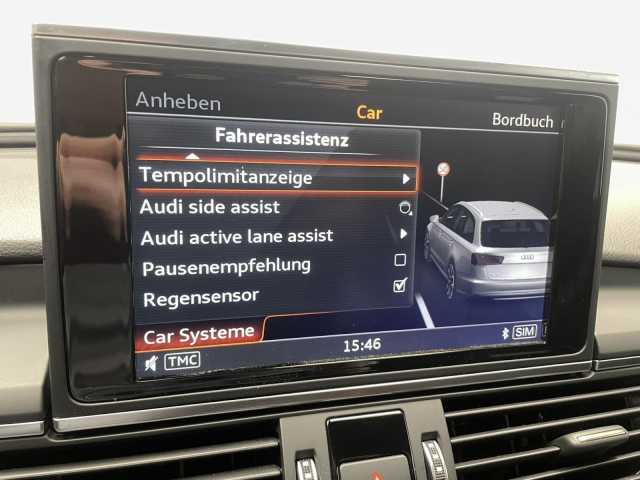 Anheben
Car
Bordbuch
Fahrerassistenz
Tempolimitanzeige
Audi side assist
Audi active lane assist
Pausenempfehlung
Regensensor
Car Systeme
TMC
15:46
SIM